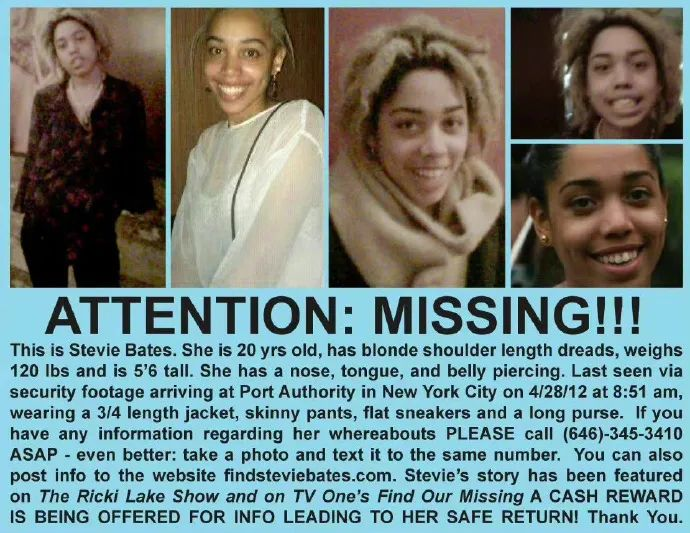 ATTENTION: MISSING!!!
This is Stevie Bates. She is 20 yrs old, has blonde shoulder length dreads, weighs
120 lbs and is 5’6 tall. She has a nose, tongue, and belly piercing. Last seen via
security footage arriving at Port Authority in New York City on 4/28/12 at 8:51 am,
wearing a 3/4 length jacket, skinny pants, flat sneakers and a long purse. If you
have any information regarding her whereabouts PLEASE call (646)-345-3410
ASAP - even better: take a photo and text it to the same number. You can also
post info to the website findsteviebates.com. Stevie’s story has been featured
on The Ricki Lake Show and on TV One’s Find Our Missing A CASH REWARD
IS BEING OFFERED FOR INFO LEADING TO HER SAFE RETURN! Thank You.